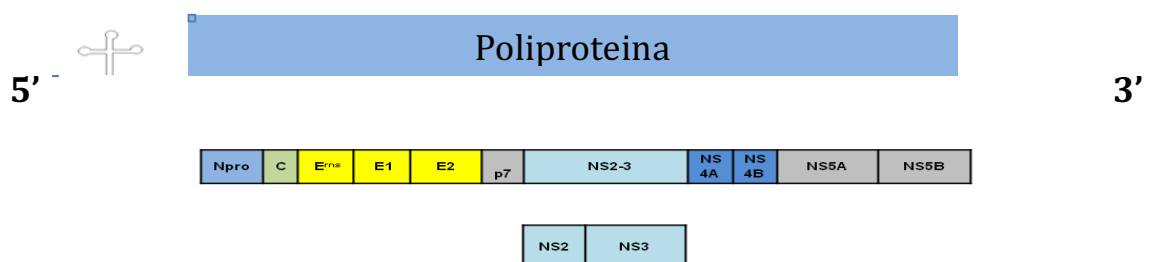 Poliproteina
5’ 3’
Npro C Erns E1 E2 p7 NS2-3 NS 4A NS 4B NS5A NS5B
NS2 NS3